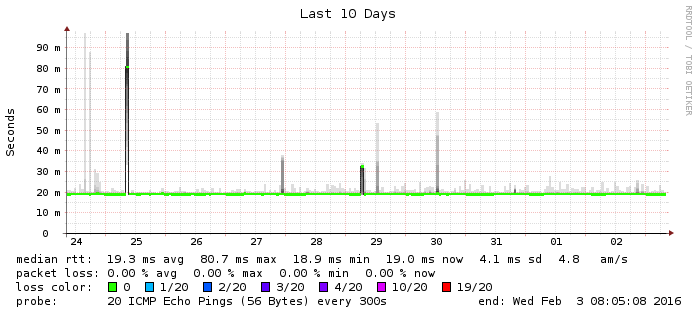 Last 10 Days
RRDTOOL / TOBI OETIKER
Seconds
90 m
80 m
70 m
60 m
50 m
40 m
30 m
20 m
10 m
0
24 25 26 27 28 29 30 31 01 02
median rtt: 19.3 ms avg 80.7 ms max 18.9 ms min 19.0 ms now 4.1 ms sd 4.8 am/s
packet loss: 0.00 % avg 0.00 % max 0.00 % min 0.00 % now
loss color: 0 1/20 2/20 3/20 4/20 10/20 19/20
probe: 20 ICMP Echo Pings (56 Bytes) every 300s end: Wed Feb 3 08:05:08 2016